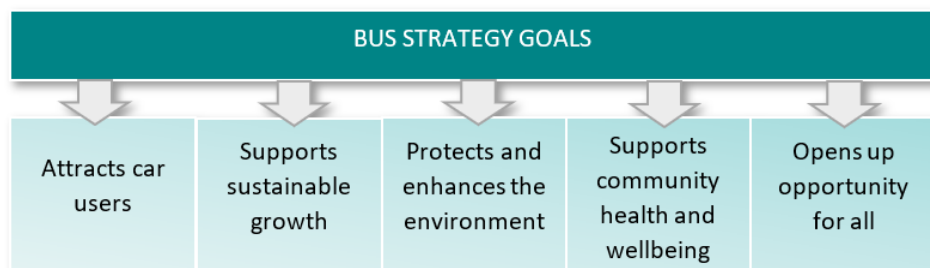 BUS STRATEGY GOALS
Attracts car
users
Supports
sustainable
growth
Protects and
enhances the
environment
Supports
community
health and
wellbeing
Opens up
opportunity
for all